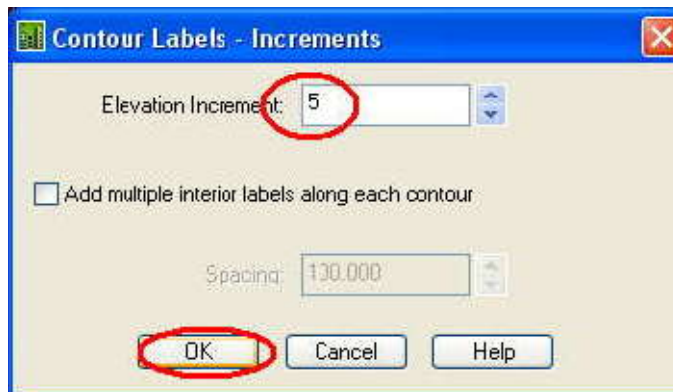 Contour Labels - Increments
Elevation Increment: 5
Add multiple interior labels along each contour
Spacing: 100.000
OK Cancel Help